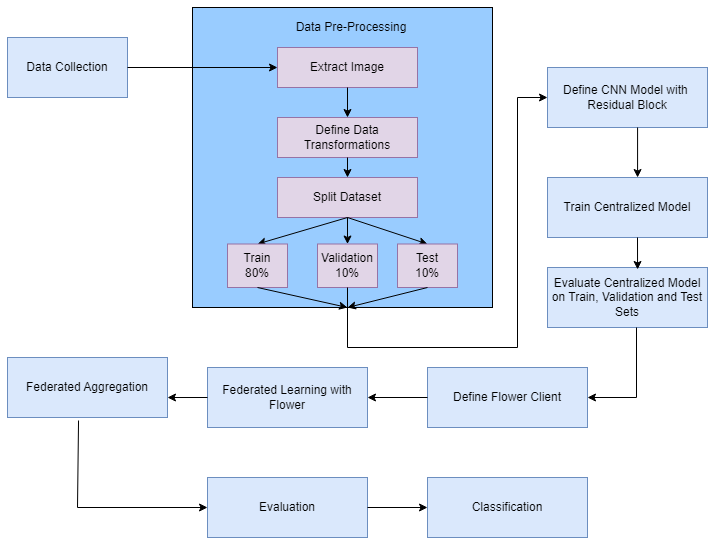 Data Pre-Processing
Data Collection
Extract Image
Define Data
Transformations
Split Dataset
Train
80%
Validation
10%
Test
10%
Define CNN Model with
Residual Block
Train Centralized Model
Evaluate Centralized Model
on Train, Validation and Test
Sets
Define Flower Client
Federated Learning with
Flower
Federated Aggregation
Evaluation
Classification